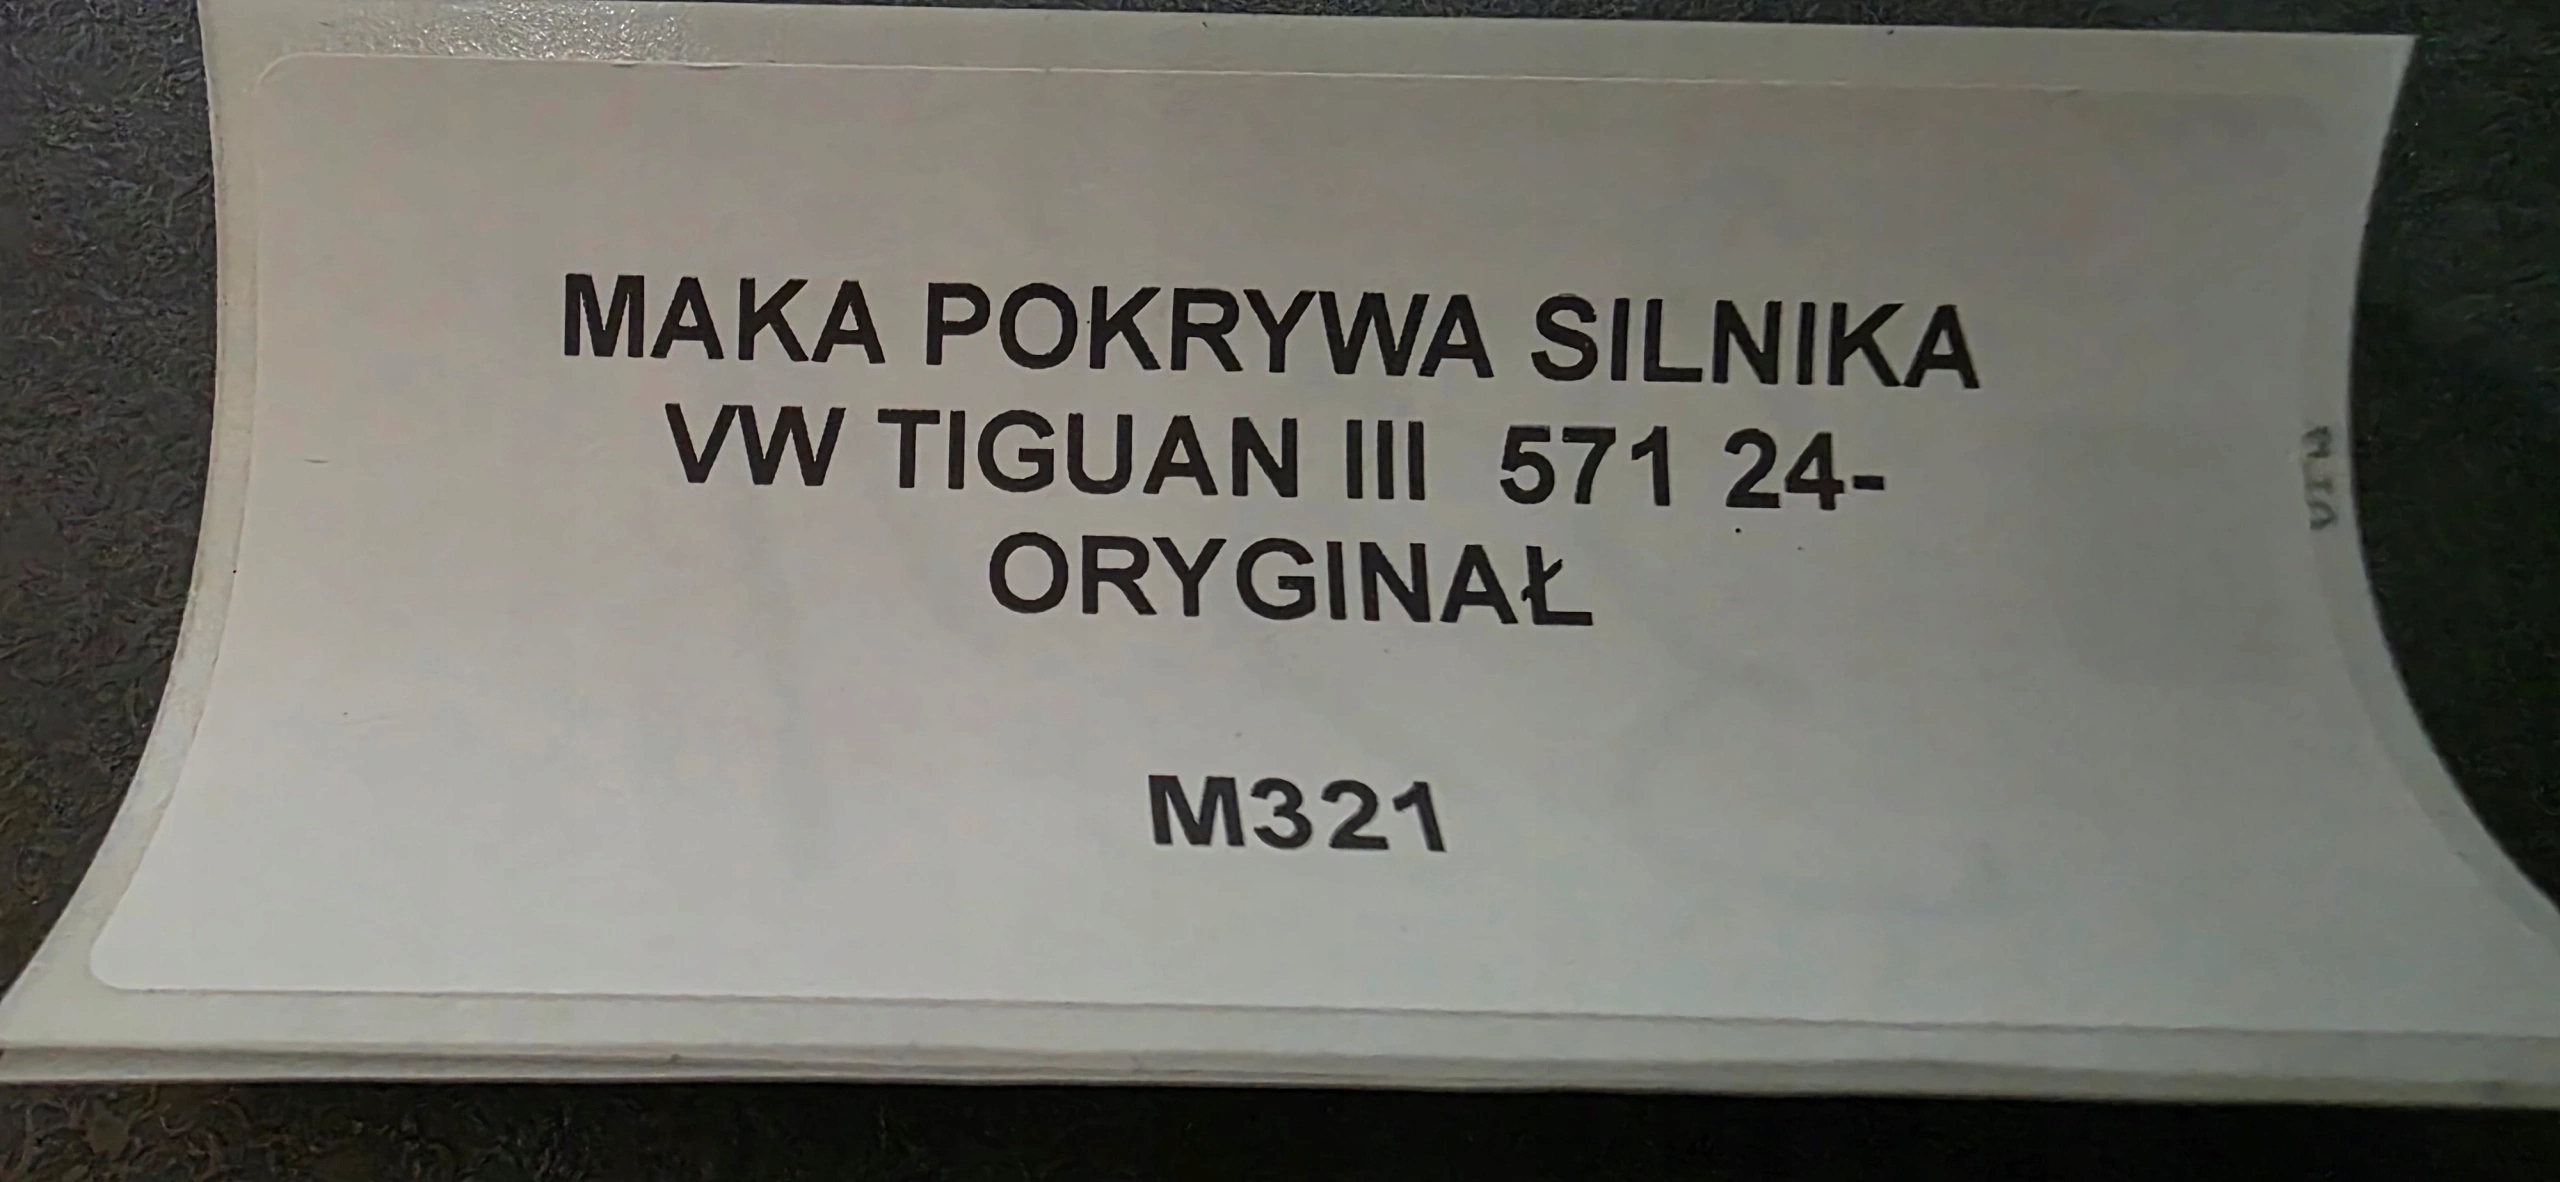 MAKA POKRYWA SILNIKA
VW TIGUAN III 571 24-
ORYGINAŁ
M321